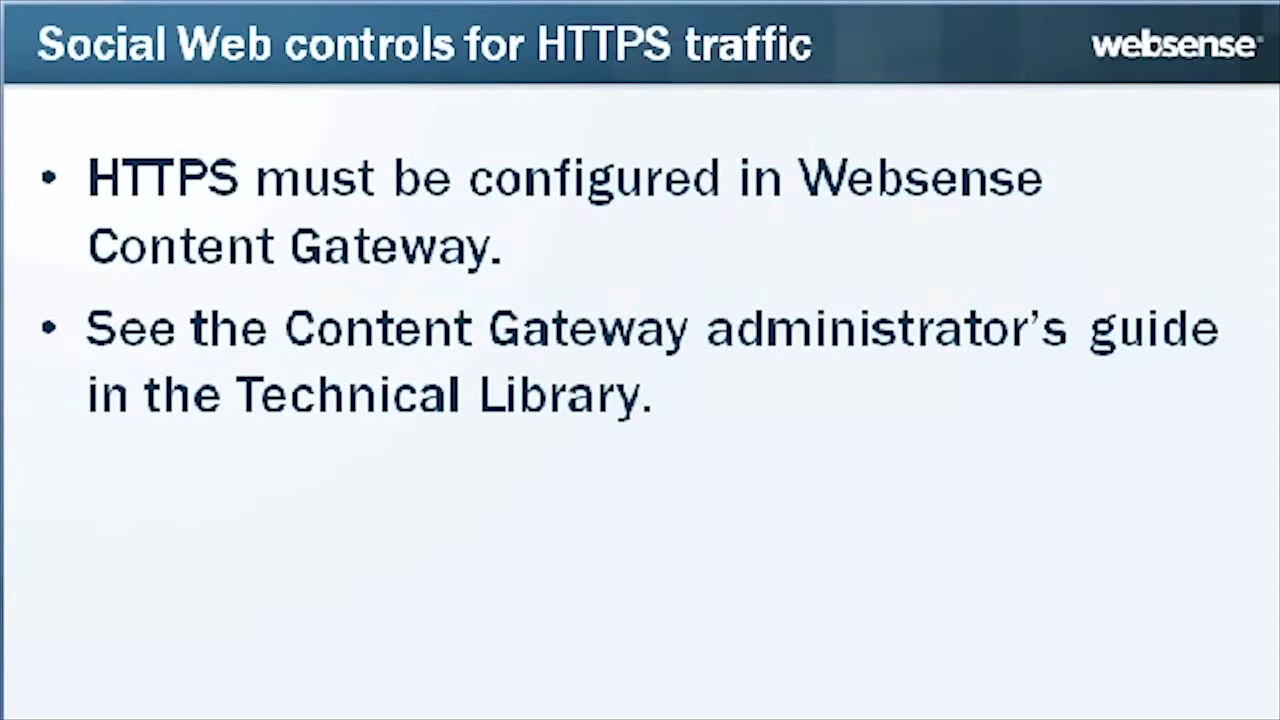 Social Web controls for HTTPS traffic
websense
• HTTPS must be configured in Websense
Content Gateway.
• See the Content Gateway administrator’s guide
in the Technical Library.